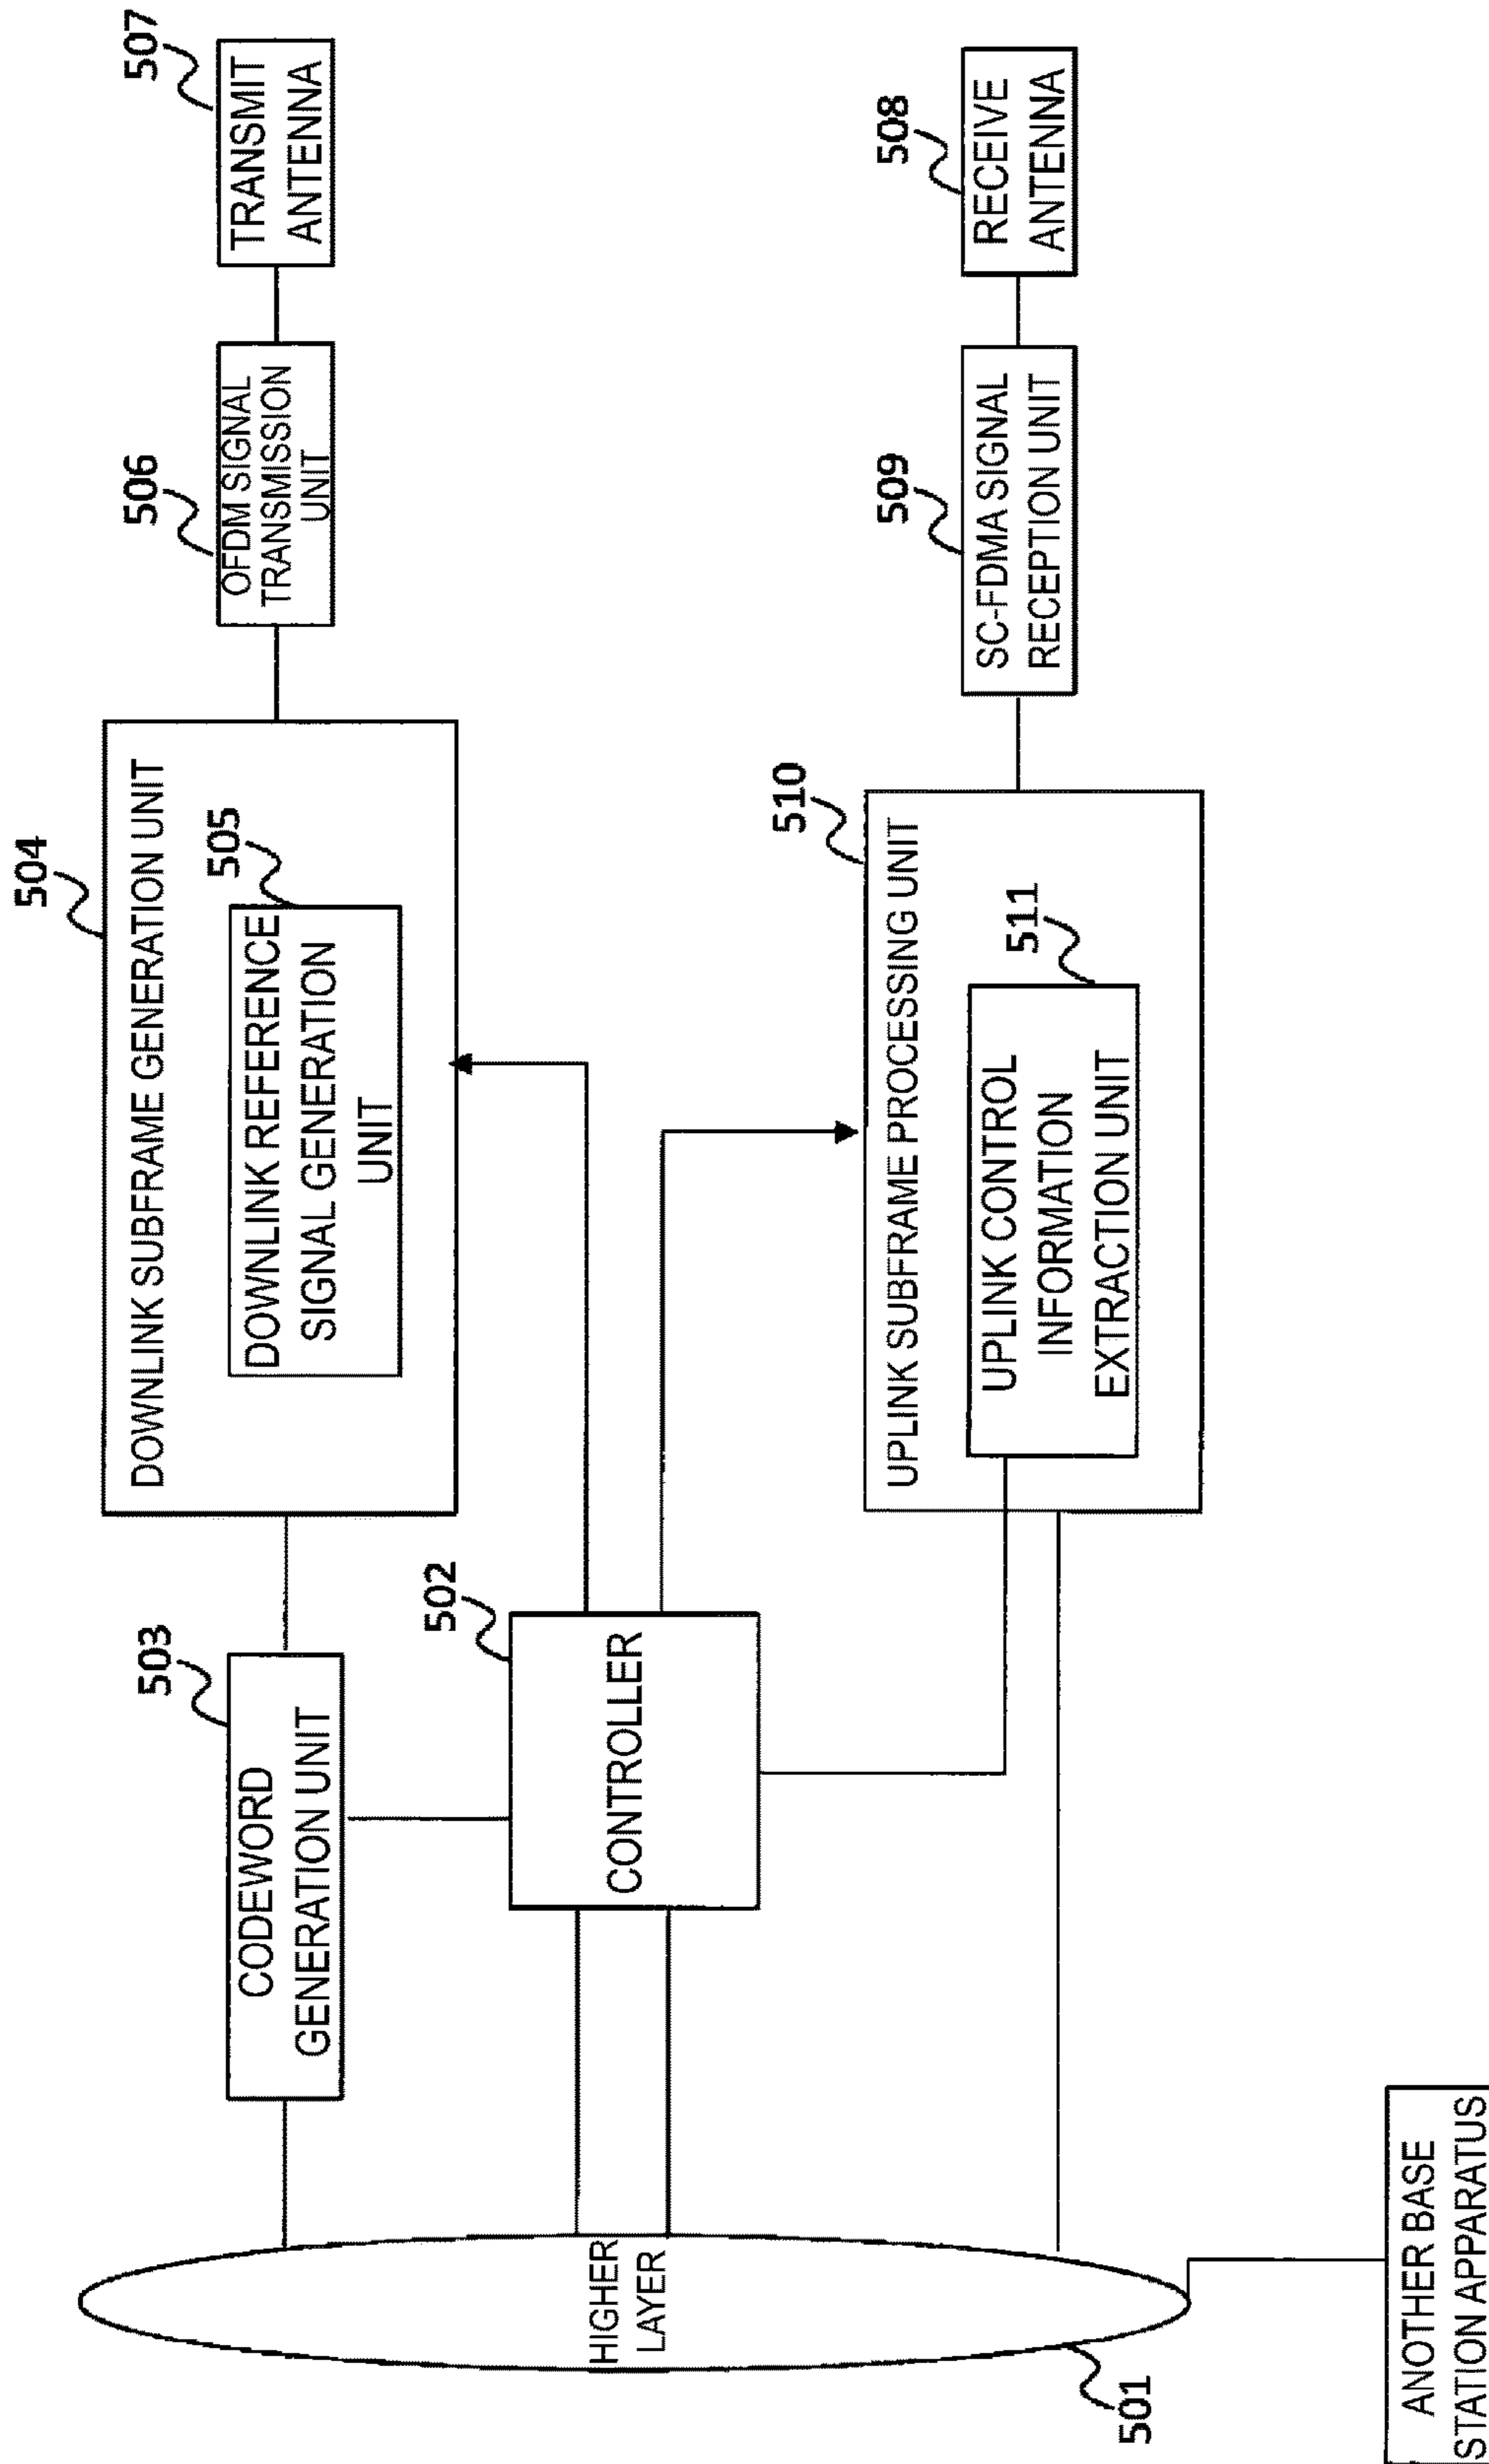 504
DOWNLINK SUBFRAME GENERATION UNIT
505
DOWNLINK REFERENCE
SIGNAL GENERATION
UNIT
503
CODEWORD
GENERATION UNIT
506
OFDM SIGNAL
TRANSMISSION
UNIT
507
TRANSMIT
ANTENNA
502
CONTROLLER
HIGHER
LAYER
501
510
UPLINK SUBFRAME PROCESSING UNIT
511
UPLINK CONTROL
INFORMATION
EXTRACTION UNIT
509
SC-FDMA SIGNAL
RECEPTION UNIT
508
RECEIVE
ANTENNA
ANOTHER BASE
STATION APPARATUS